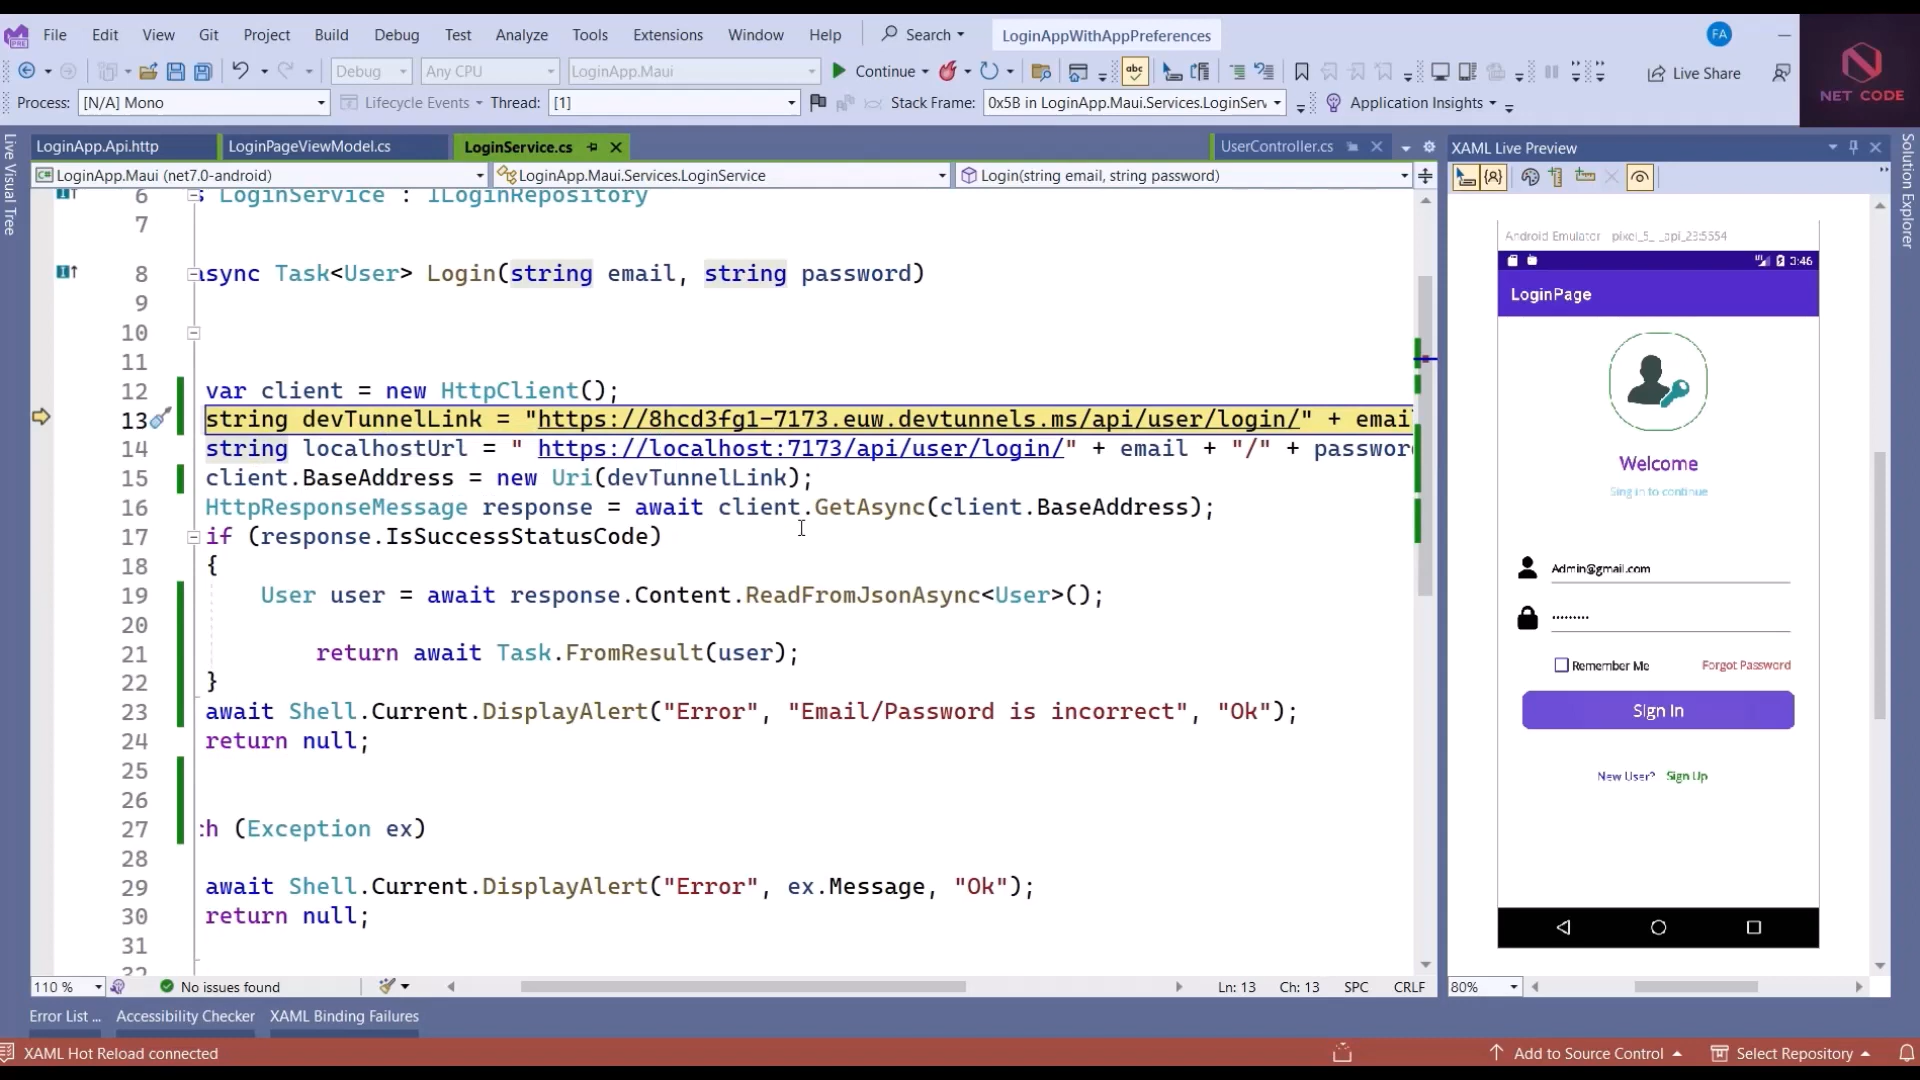 File Edit View Git Project Build Debug Test Analyze Tools Extensions Window Help Search LoginAppWithAppPreferences FA
Debug Any CPU LoginApp.Maui Continue Live Share
NET CODE
Process: [N/A] Mono Lifecycle Events Thread: [1] Stack Frame: 0x5B in LoginApp.Maui.Services.LoginServ Application Insights
Live Visual Tree
LoginApp.Api.http LoginPageViewModel.cs LoginService.cs UserController.cs
LoginApp.Maui (net7.0-android) LoginApp.Maui.Services.LoginService Login(string email, string password)
6 LoginService : ILoginRepository
7
8 async Task<User> Login(string email, string password)
9
10
11
12 var client = new HttpClient();
13 string devTunnelLink = "https://8hcd3fg1-7173.euw.devtunnels.ms/api/user/login/" + email
14 string localhostUrl = " https://localhost:7173/api/user/login/" + email + "/" + password
15 client.BaseAddress = new Uri(devTunnelLink);
16 HttpResponseMessage response = await client.GetAsync(client.BaseAddress);
17 if (response.IsSuccessStatusCode)
18 {
19 User user = await response.Content.ReadFromJsonAsync<User>();
20
21 return await Task.FromResult(user);
22 }
23 await Shell.Current.DisplayAlert("Error", "Email/Password is incorrect", "Ok");
24 return null;
25
26
27 ch (Exception ex)
28
29 await Shell.Current.DisplayAlert("Error", ex.Message, "Ok");
30 return null;
31
32
110 % No issues found Ln: 13 Ch: 13 SPC CRLF
XAML Live Preview
Android Emulator
3:46
LoginPage
Welcome
Sing in to continue
Admin@gmail.com
Remember Me Forgot Password
Sign In
New User? Sign Up
80%
Solution Explorer
Error List ... Accessibility Checker XAML Binding Failures
XAML Hot Reload connected Add to Source Control Select Repository